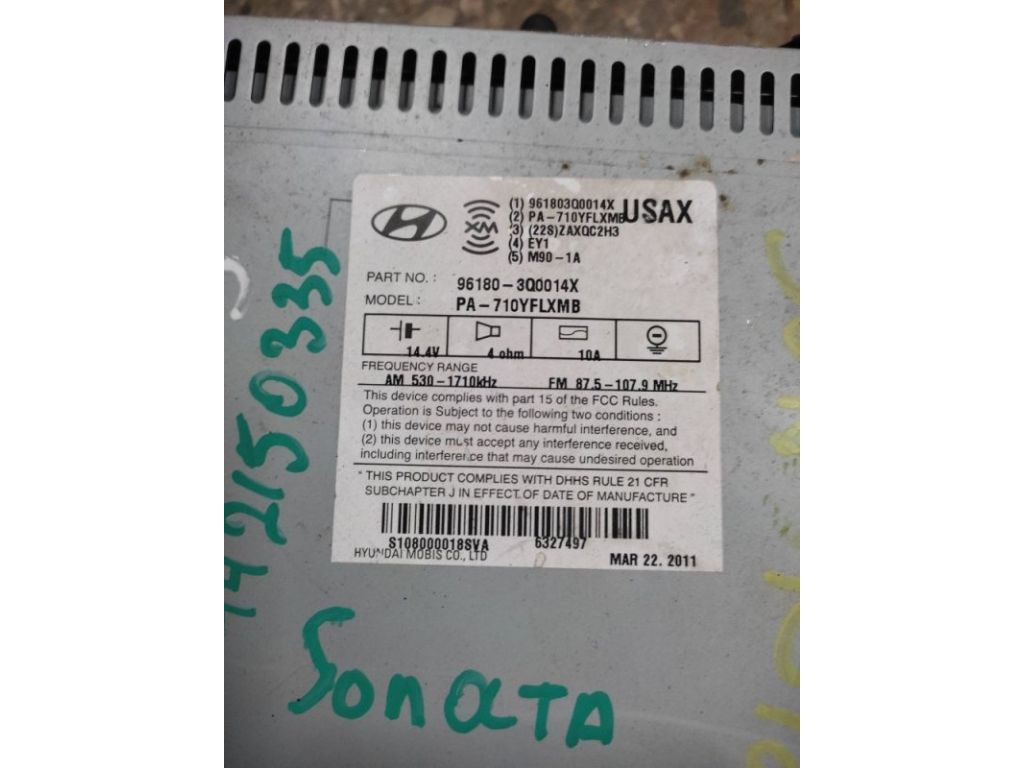 (1) 961803Q0014X
(2) PA-710YFLXMB
USAX
(3) (228)ZAXQC2H3
(4) EY1
(5) M90-1A
XM
PART NO. : 96180-3Q0014X
MODEL : PA-710YFLXMB
14.4V 4 ohm 10A
FREQUENCY RANGE
AM 530-1710kHz FM 87.5-107.9 MHz
This device complies with part 15 of the FCC Rules.
Operation is Subject to the following two conditions :
(1) this device may not cause harmful interference, and
(2) this device must accept any interference received,
including interference that may cause undesired operation
" THIS PRODUCT COMPLIES WITH DHHS RULE 21 CFR
SUBCHAPTER J IN EFFECT OF DATE OF MANUFACTURE "
S108000018SVA 6327497
HYUNDAI MOBIS CO., LTD MAR 22. 2011
142150335
SonaTA